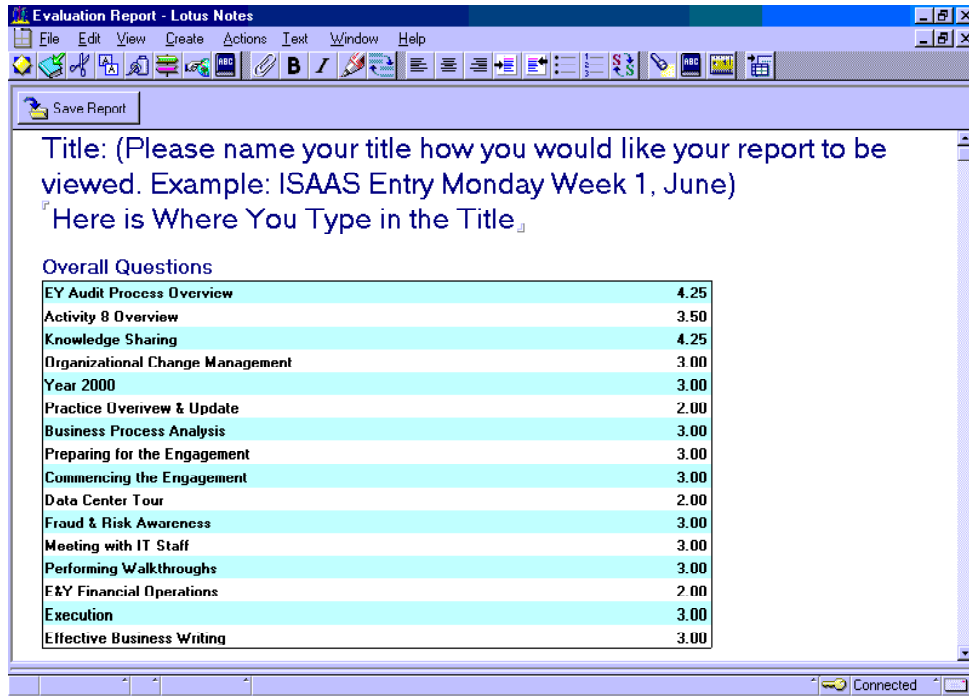 Evaluation Report - Lotus Notes
File Edit View Create Actions Text Window Help
Save Report
Title: (Please name your title how you would like your report to be
viewed. Example: ISAAS Entry Monday Week 1, June)
Here is Where You Type in the Title
Overall Questions
EY Audit Process Overview 4.25
Activity 8 Overview 3.50
Knowledge Sharing 4.25
Organizational Change Management 3.00
Year 2000 3.00
Practice Overivew & Update 2.00
Business Process Analysis 3.00
Preparing for the Engagement 3.00
Commencing the Engagement 3.00
Data Center Tour 2.00
Fraud & Risk Awareness 3.00
Meeting with IT Staff 3.00
Performing Walkthroughs 3.00
E&Y Financial Operations 2.00
Execution 3.00
Effective Business Writing 3.00
Connected